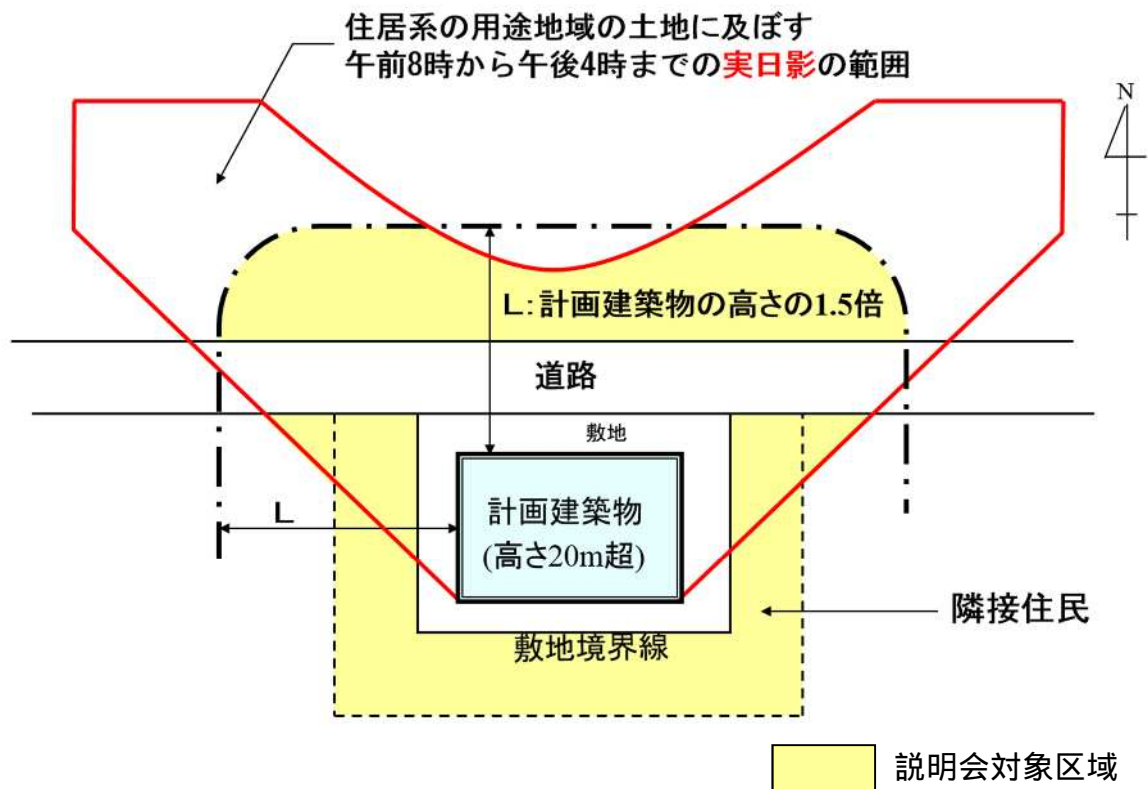 住居系の用途地域の土地に及ぼす
午前8時から午後4時までの実日影の範囲
N
L:計画建築物の高さの1.5倍
道路
敷地
計画建築物
(高さ20m超)
L
隣接住民
敷地境界線
説明会対象区域